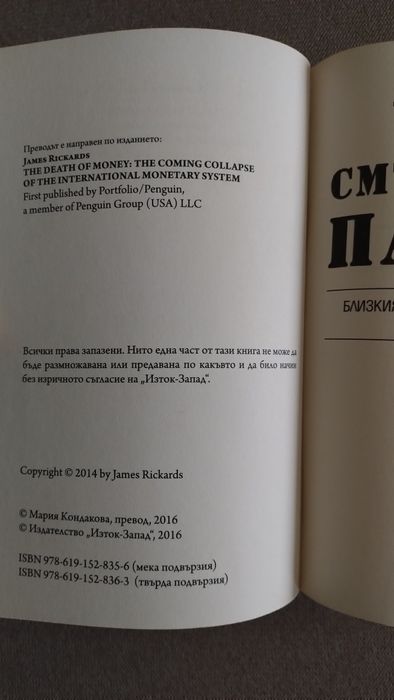 Преводът е направен по изданието:
James Rickards
THE DEATH OF MONEY: THE COMING COLLAPSE
OF THE INTERNATIONAL MONETARY SYSTEM
First published by Portfolio/Penguin,
a member of Penguin Group (USA) LLC
Всички права запазени. Нито една част от тази книга не може да
бъде размножавана или предавана по какъвто и да било начин
без изричното съгласие на „Изток-Запад“.
Copyright © 2014 by James Rickards
© Мария Кондакова, превод, 2016
© Издателство „Изток-Запад“, 2016
ISBN 978-619-152-835-6 (мека подвързия)
ISBN 978-619-152-836-3 (твърда подвързия)
СМ
П
БЛИЗКИЯ